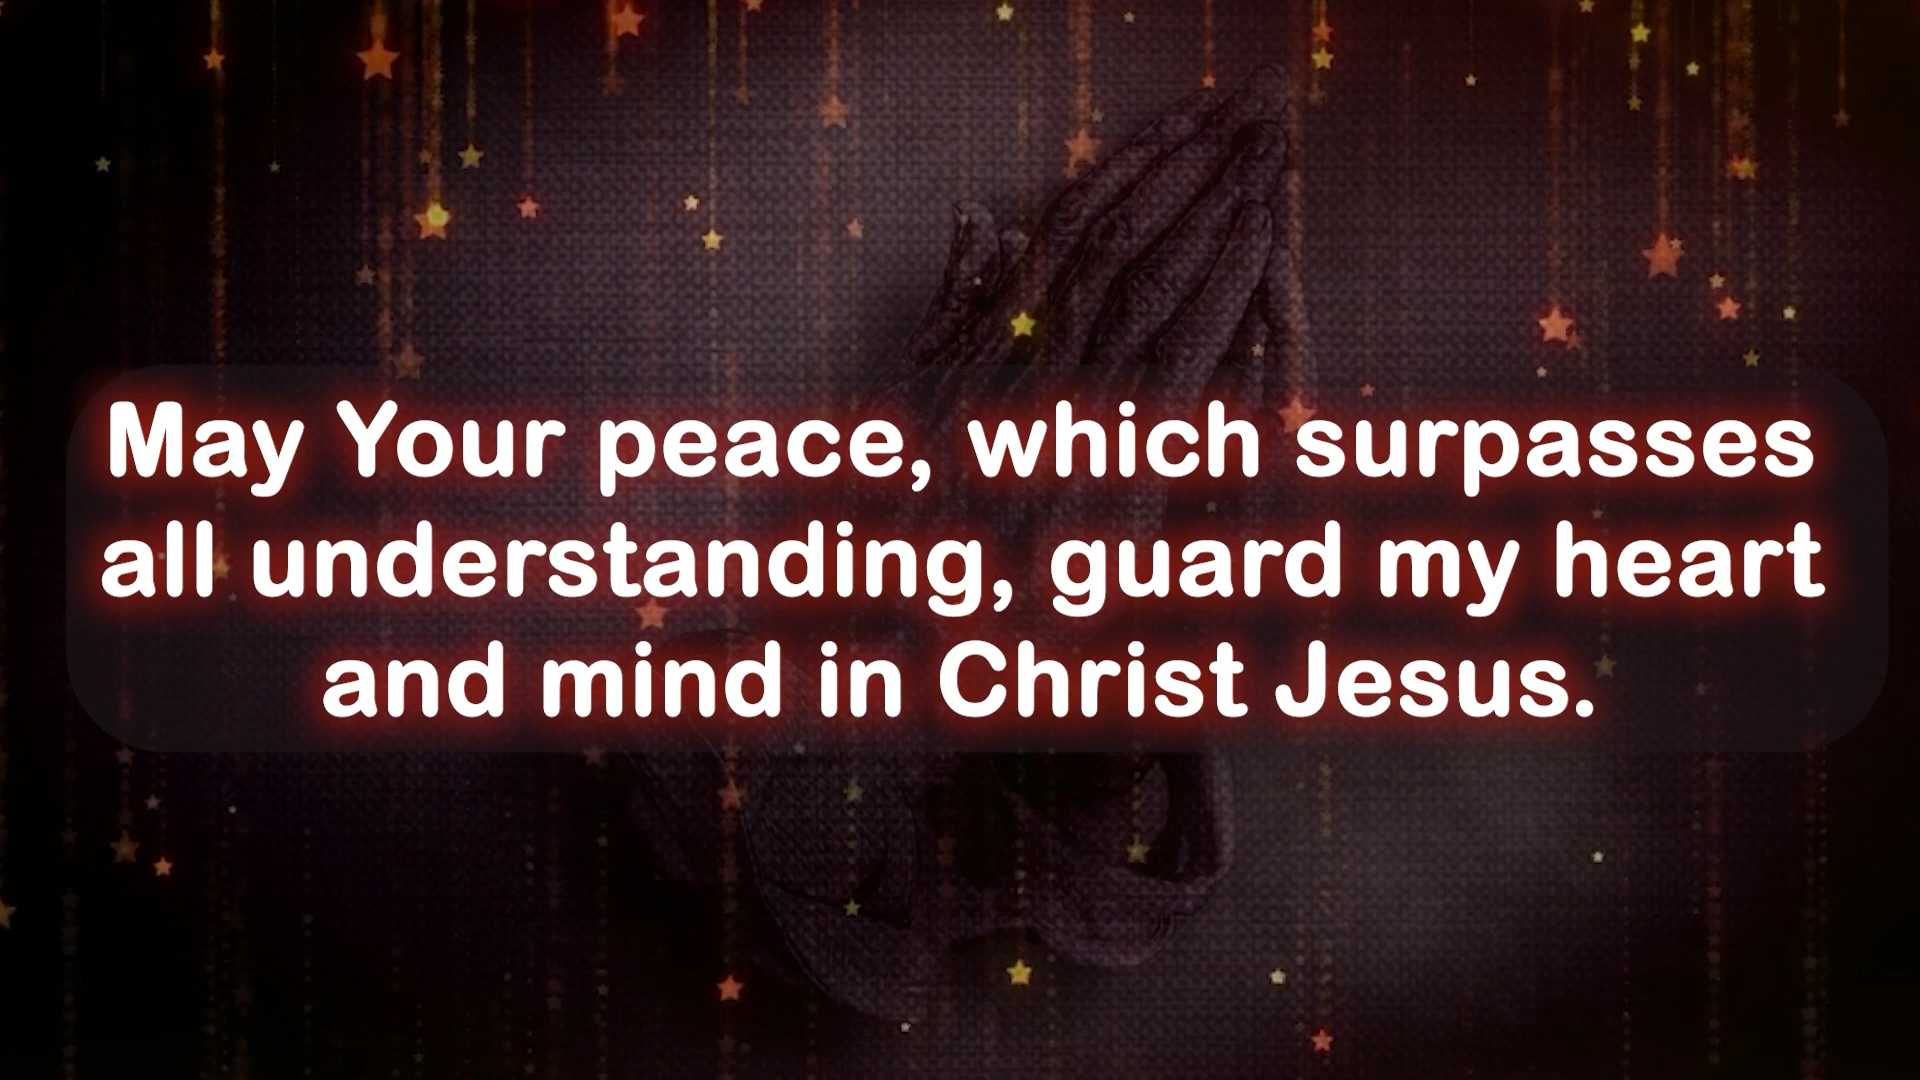 May Your peace, which surpasses
all understanding, guard my heart
and mind in Christ Jesus.